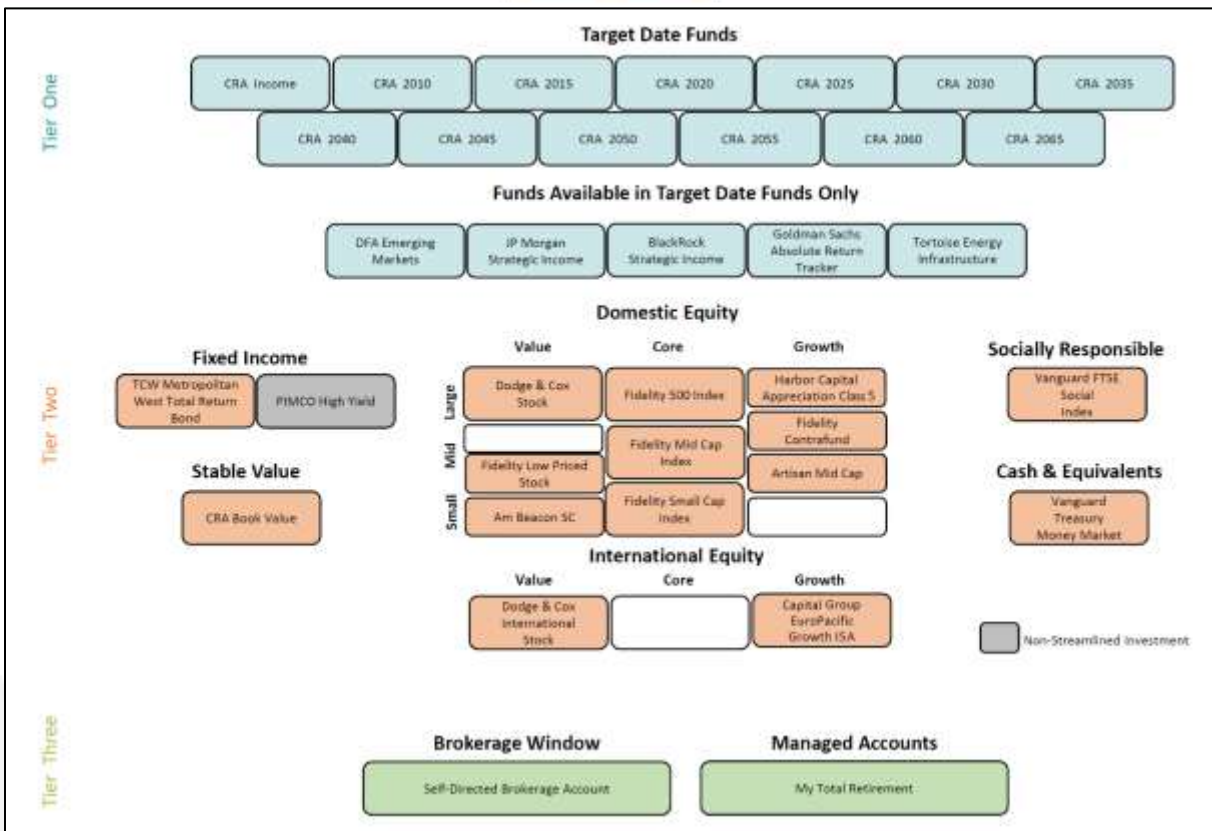 Target Date Funds
Tier One
CRA Income
CRA 2010
CRA 2015
CRA 2020
CRA 2025
CRA 2030
CRA 2035
CRA 2040
CRA 2045
CRA 2050
CRA 2055
CRA 2060
CRA 2065
Funds Available in Target Date Funds Only
DFA Emerging
Markets
JP Morgan
Strategic Income
BlackRock
Strategic Income
Goldman Sachs
Absolute Return
Tracker
Tortoise Energy
Infrastructure
Tier Two
Fixed Income
TCW Metropolitan
West Total Return
Bond
PIMCO High Yield
Stable Value
CRA Book Value
Domestic Equity
Value
Core
Growth
Large
Dodge & Cox
Stock
Fidelity 500 Index
Harbor Capital
Appreciation Class 5
Fidelity
Contrafund
Mid
Fidelity Mid Cap
Index
Fidelity Low Priced
Stock
Artisan Mid Cap
Small
Am Beacon SC
Fidelity Small Cap
Index
International Equity
Value
Core
Growth
Dodge & Cox
International
Stock
Capital Group
EuroPacific
Growth ISA
Socially Responsible
Vanguard FTSE
Social
Index
Cash & Equivalents
Vanguard
Treasury
Money Market
Non-Streamlined Investment
Tier Three
Brokerage Window
Self-Directed Brokerage Account
Managed Accounts
My Total Retirement